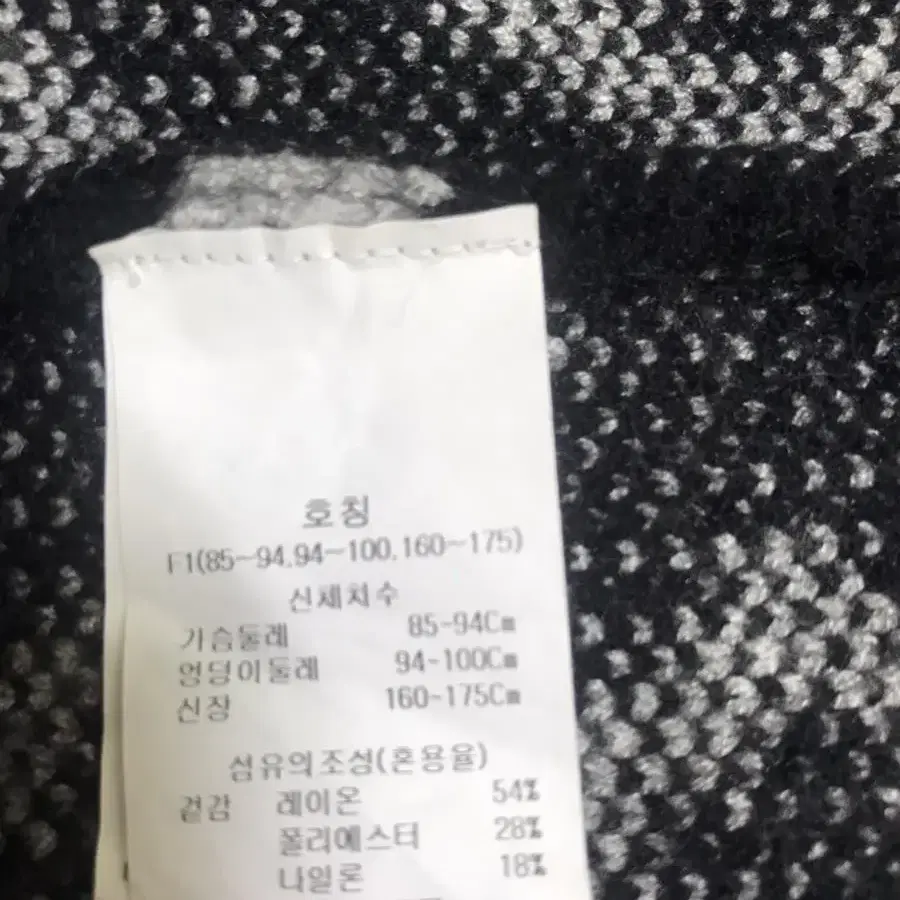 호칭
F1(85~94,94~100,160~175)
신체치수
가슴둘레 85-94Cm
엉덩이둘레 94-100Cm
신장 160-175Cm
섬유의조성(혼용율)
겉감 레이온 54%
폴리에스터 28%
나일론 18%